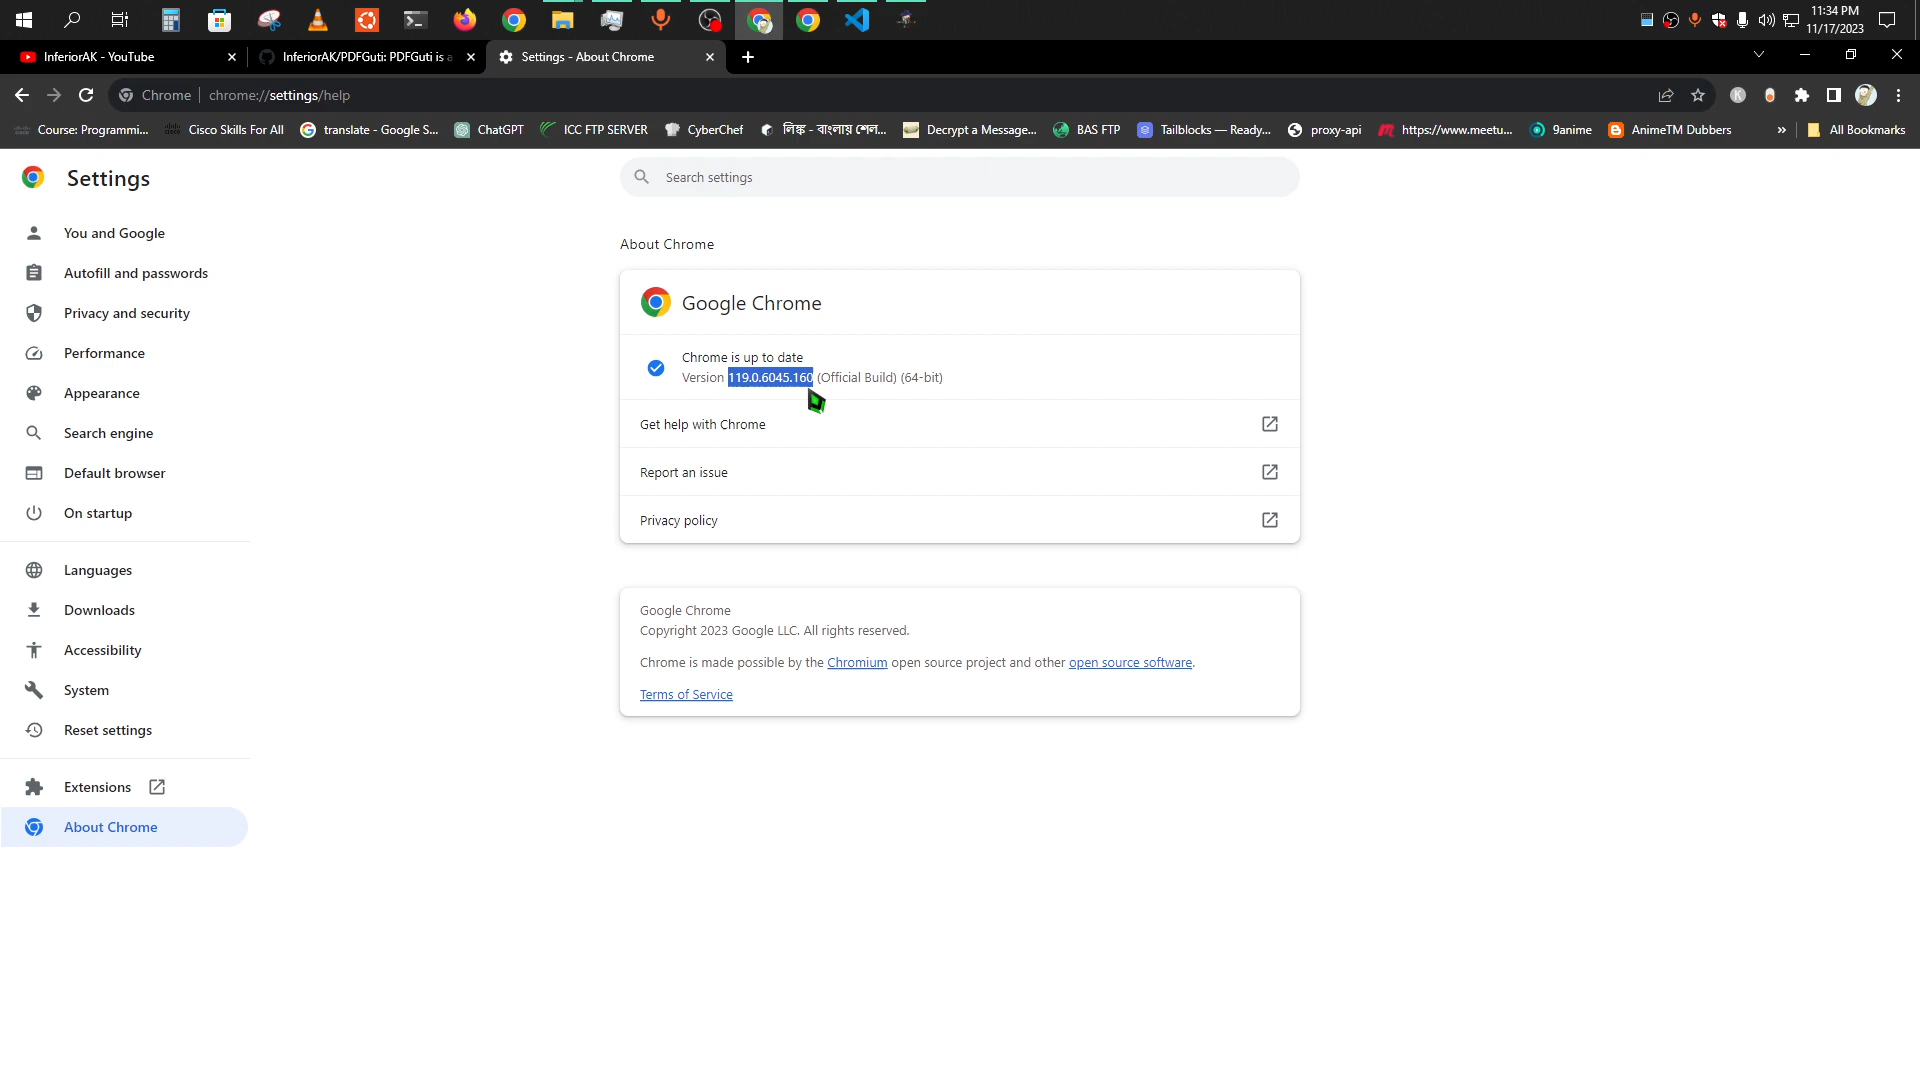 11:34 PM
11/17/2023
InferiorAK - YouTube
InferiorAK/PDFGuti: PDFGuti is a
Settings - About Chrome
Chrome
chrome://settings/help
Course: Programmi...
Cisco Skills For All
translate - Google S...
ChatGPT
ICC FTP SERVER
CyberChef
লিঙ্ক - বাংলায় শেল...
Decrypt a Message...
BAS FTP
Tailblocks — Ready...
proxy-api
https://www.meetu...
9anime
AnimeTM Dubbers
»
All Bookmarks
Settings
Search settings
You and Google
Autofill and passwords
Privacy and security
Performance
Appearance
Search engine
Default browser
On startup
Languages
Downloads
Accessibility
System
Reset settings
Extensions
About Chrome
About Chrome
Google Chrome
Chrome is up to date
Version 119.0.6045.160 (Official Build) (64-bit)
Get help with Chrome
Report an issue
Privacy policy
Google Chrome
Copyright 2023 Google LLC. All rights reserved.
Chrome is made possible by the Chromium open source project and other open source software.
Terms of Service